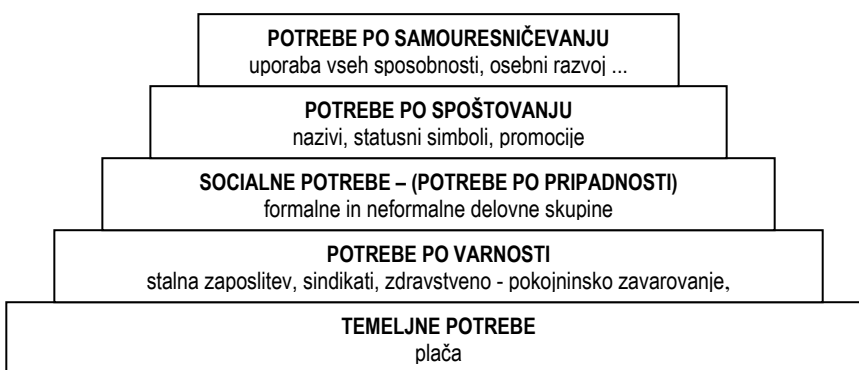 POTREBE PO SAMOURESNIČEVANJU
uporaba vseh sposobnosti, osebni razvoj ...
POTREBE PO SPOŠTOVANJU
nazivi, statusni simboli, promocije
SOCIALNE POTREBE – (POTREBE PO PRIPADNOSTI)
formalne in neformalne delovne skupine
POTREBE PO VARNOSTI
stalna zaposlitev, sindikati, zdravstveno - pokojninsko zavarovanje,
TEMELJNE POTREBE
plača